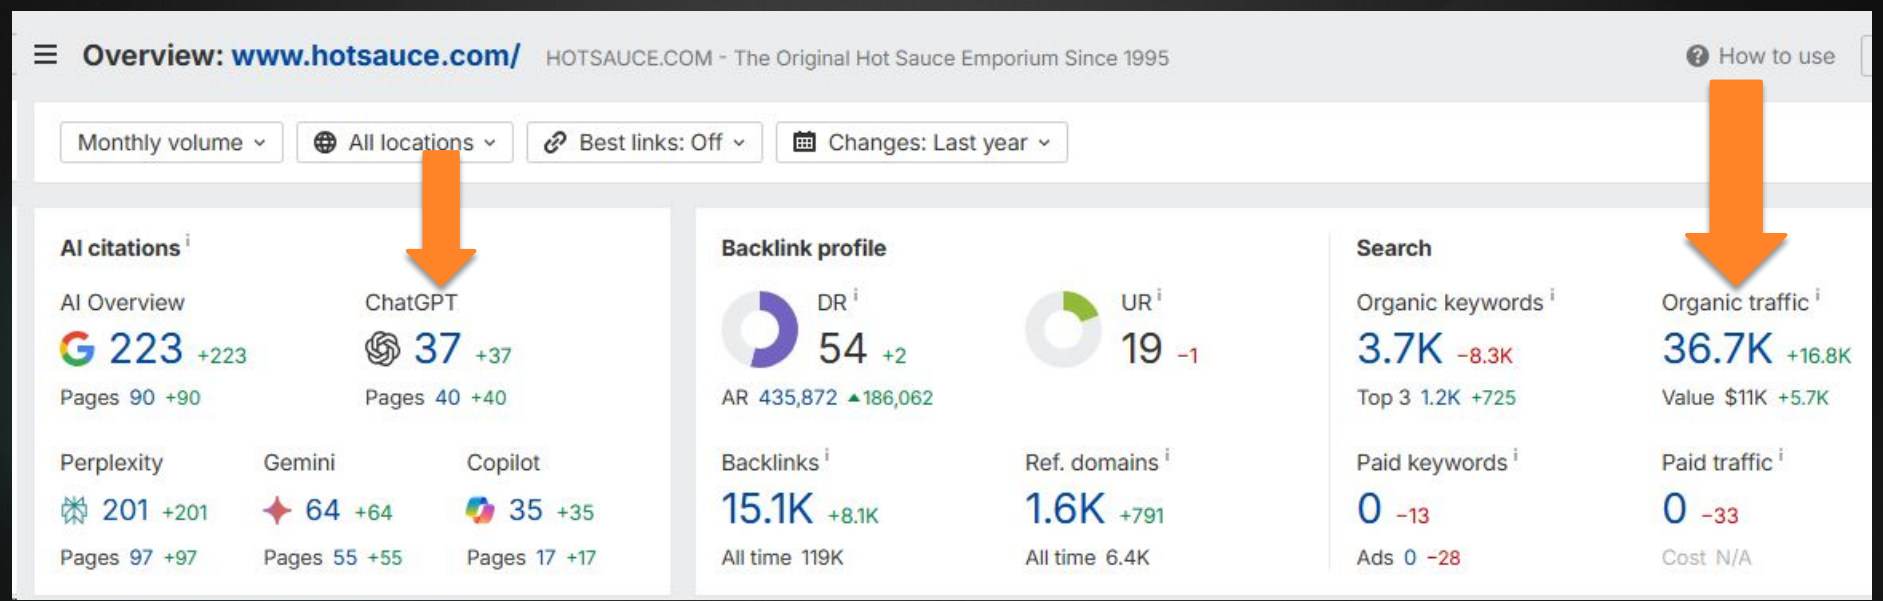 Overview: www.hotsauce.com/ HOTSAUCE.COM - The Original Hot Sauce Emporium Since 1995
How to use
Monthly volume
All locations
Best links: Off
Changes: Last year
AI citations
AI Overview
223 +223
Pages 90 +90
ChatGPT
37 +37
Pages 40 +40
Perplexity
201 +201
Pages 97 +97
Gemini
64 +64
Pages 55 +55
Copilot
35 +35
Pages 17 +17
Backlink profile
DR
54 +2
AR 435,872 ▲186,062
UR
19 −1
Backlinks
15.1K +8.1K
All time 119K
Ref. domains
1.6K +791
All time 6.4K
Search
Organic keywords
3.7K −8.3K
Top 3 1.2K +725
Organic traffic
36.7K +16.8K
Value $11K +5.7K
Paid keywords
0 −13
Ads 0 −28
Paid traffic
0 −33
Cost N/A